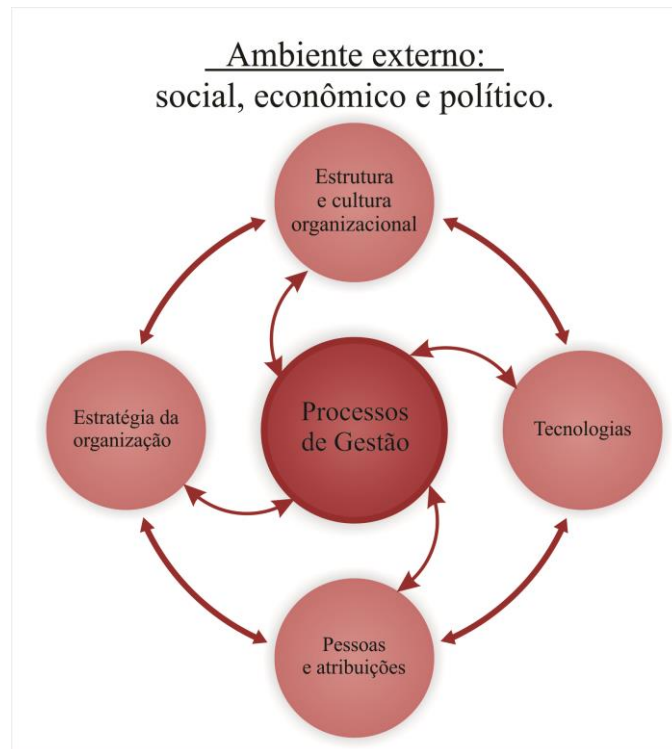 Ambiente externo:
social, econômico e político.
Estrutura
e cultura
organizacional
Estratégia da
organização
Processos
de Gestão
Tecnologias
Pessoas
e atribuições